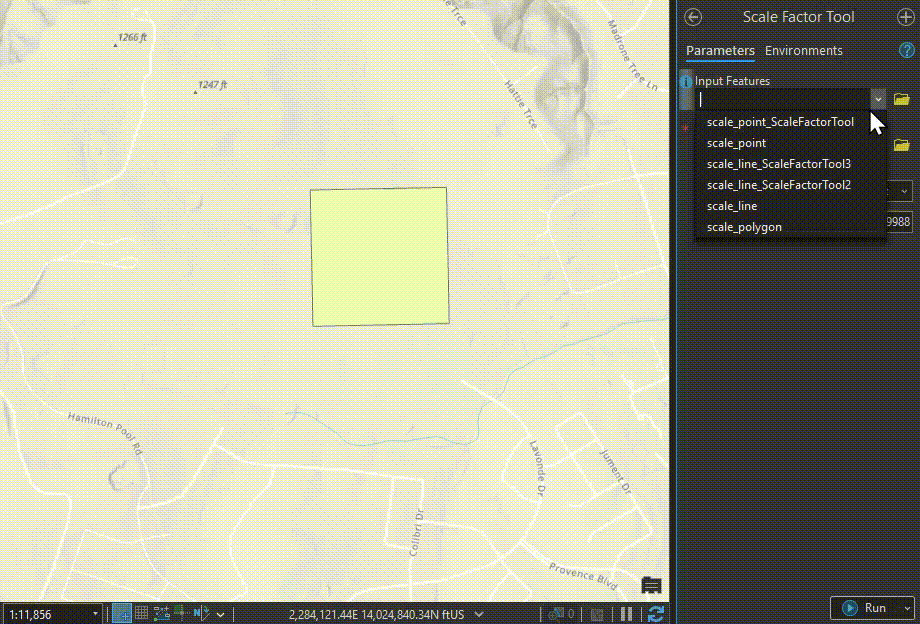 1266 ft
1247 ft
e Trce
Hattie Trce
Madrone Tree Ln
Hamilton Pool Rd
Lavonde Dr
Jument Dr
Colibri Dr
Provence Blvd
Scale Factor Tool
Parameters Environments
Input Features
scale_point_ScaleFactorTool
scale_point
scale_line_ScaleFactorTool3
scale_line_ScaleFactorTool2
scale_line
scale_polygon
9988
Run
1:11,856
2,284,121.44E 14,024,840.34N ftUS
0